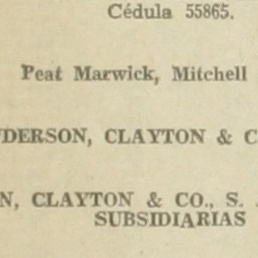 Cédula 55865.
Peat Marwick, Mitchell
DERSON, CLAYTON & C
N, CLAYTON & CO., S.
SUBSIDIARIAS